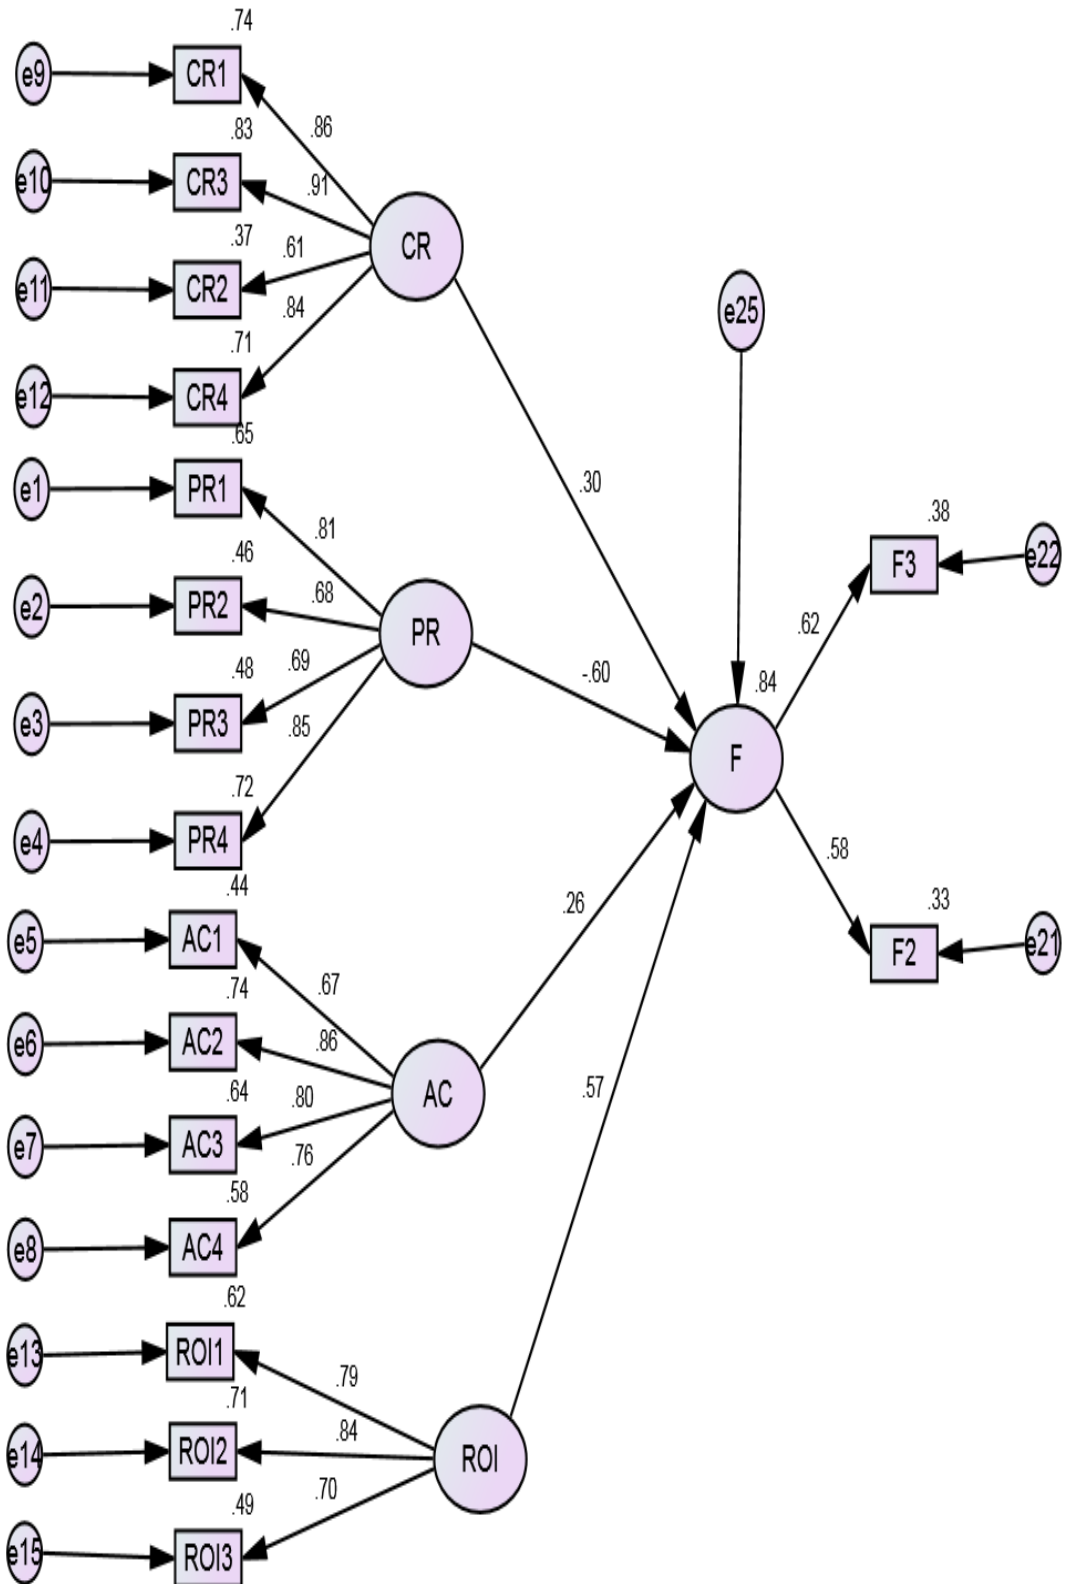 .74
e9 CR1
.86
.83
e10 CR3
.91
.37
e11 CR2
.61
.84
.71
e12 CR4
CR
e25
.30
.65
e1 PR1
.81
.46
e2 PR2
.68
.48
e3 PR3
.69
.85
.72
e4 PR4
PR
-.60
.84
F
.38
F3 e22
.62
.58
.33
F2 e21
.44
e5 AC1
.67
.74
e6 AC2
.86
.64
e7 AC3
.80
.76
.58
e8 AC4
AC
.26
.57
.62
e13 ROI1
.79
.71
e14 ROI2
.84
.49
.70
e15 ROI3
ROI